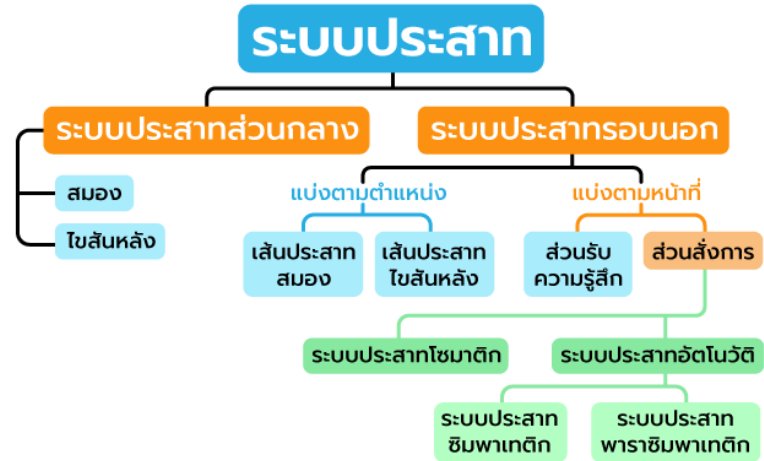 ระบบประสาท
ระบบประสาทส่วนกลาง
ระบบประสาทรอบนอก
สมอง
ไขสันหลัง
แบ่งตามตำแหน่ง
แบ่งตามหน้าที่
เส้นประสาท
สมอง
เส้นประสาท
ไขสันหลัง
ส่วนรับ
ความรู้สึก
ส่วนสั่งการ
ระบบประสาทโซมาติก
ระบบประสาทอัตโนวัติ
ระบบประสาท
ซิมพาเทติก
ระบบประสาท
พาราซิมพาเทติก